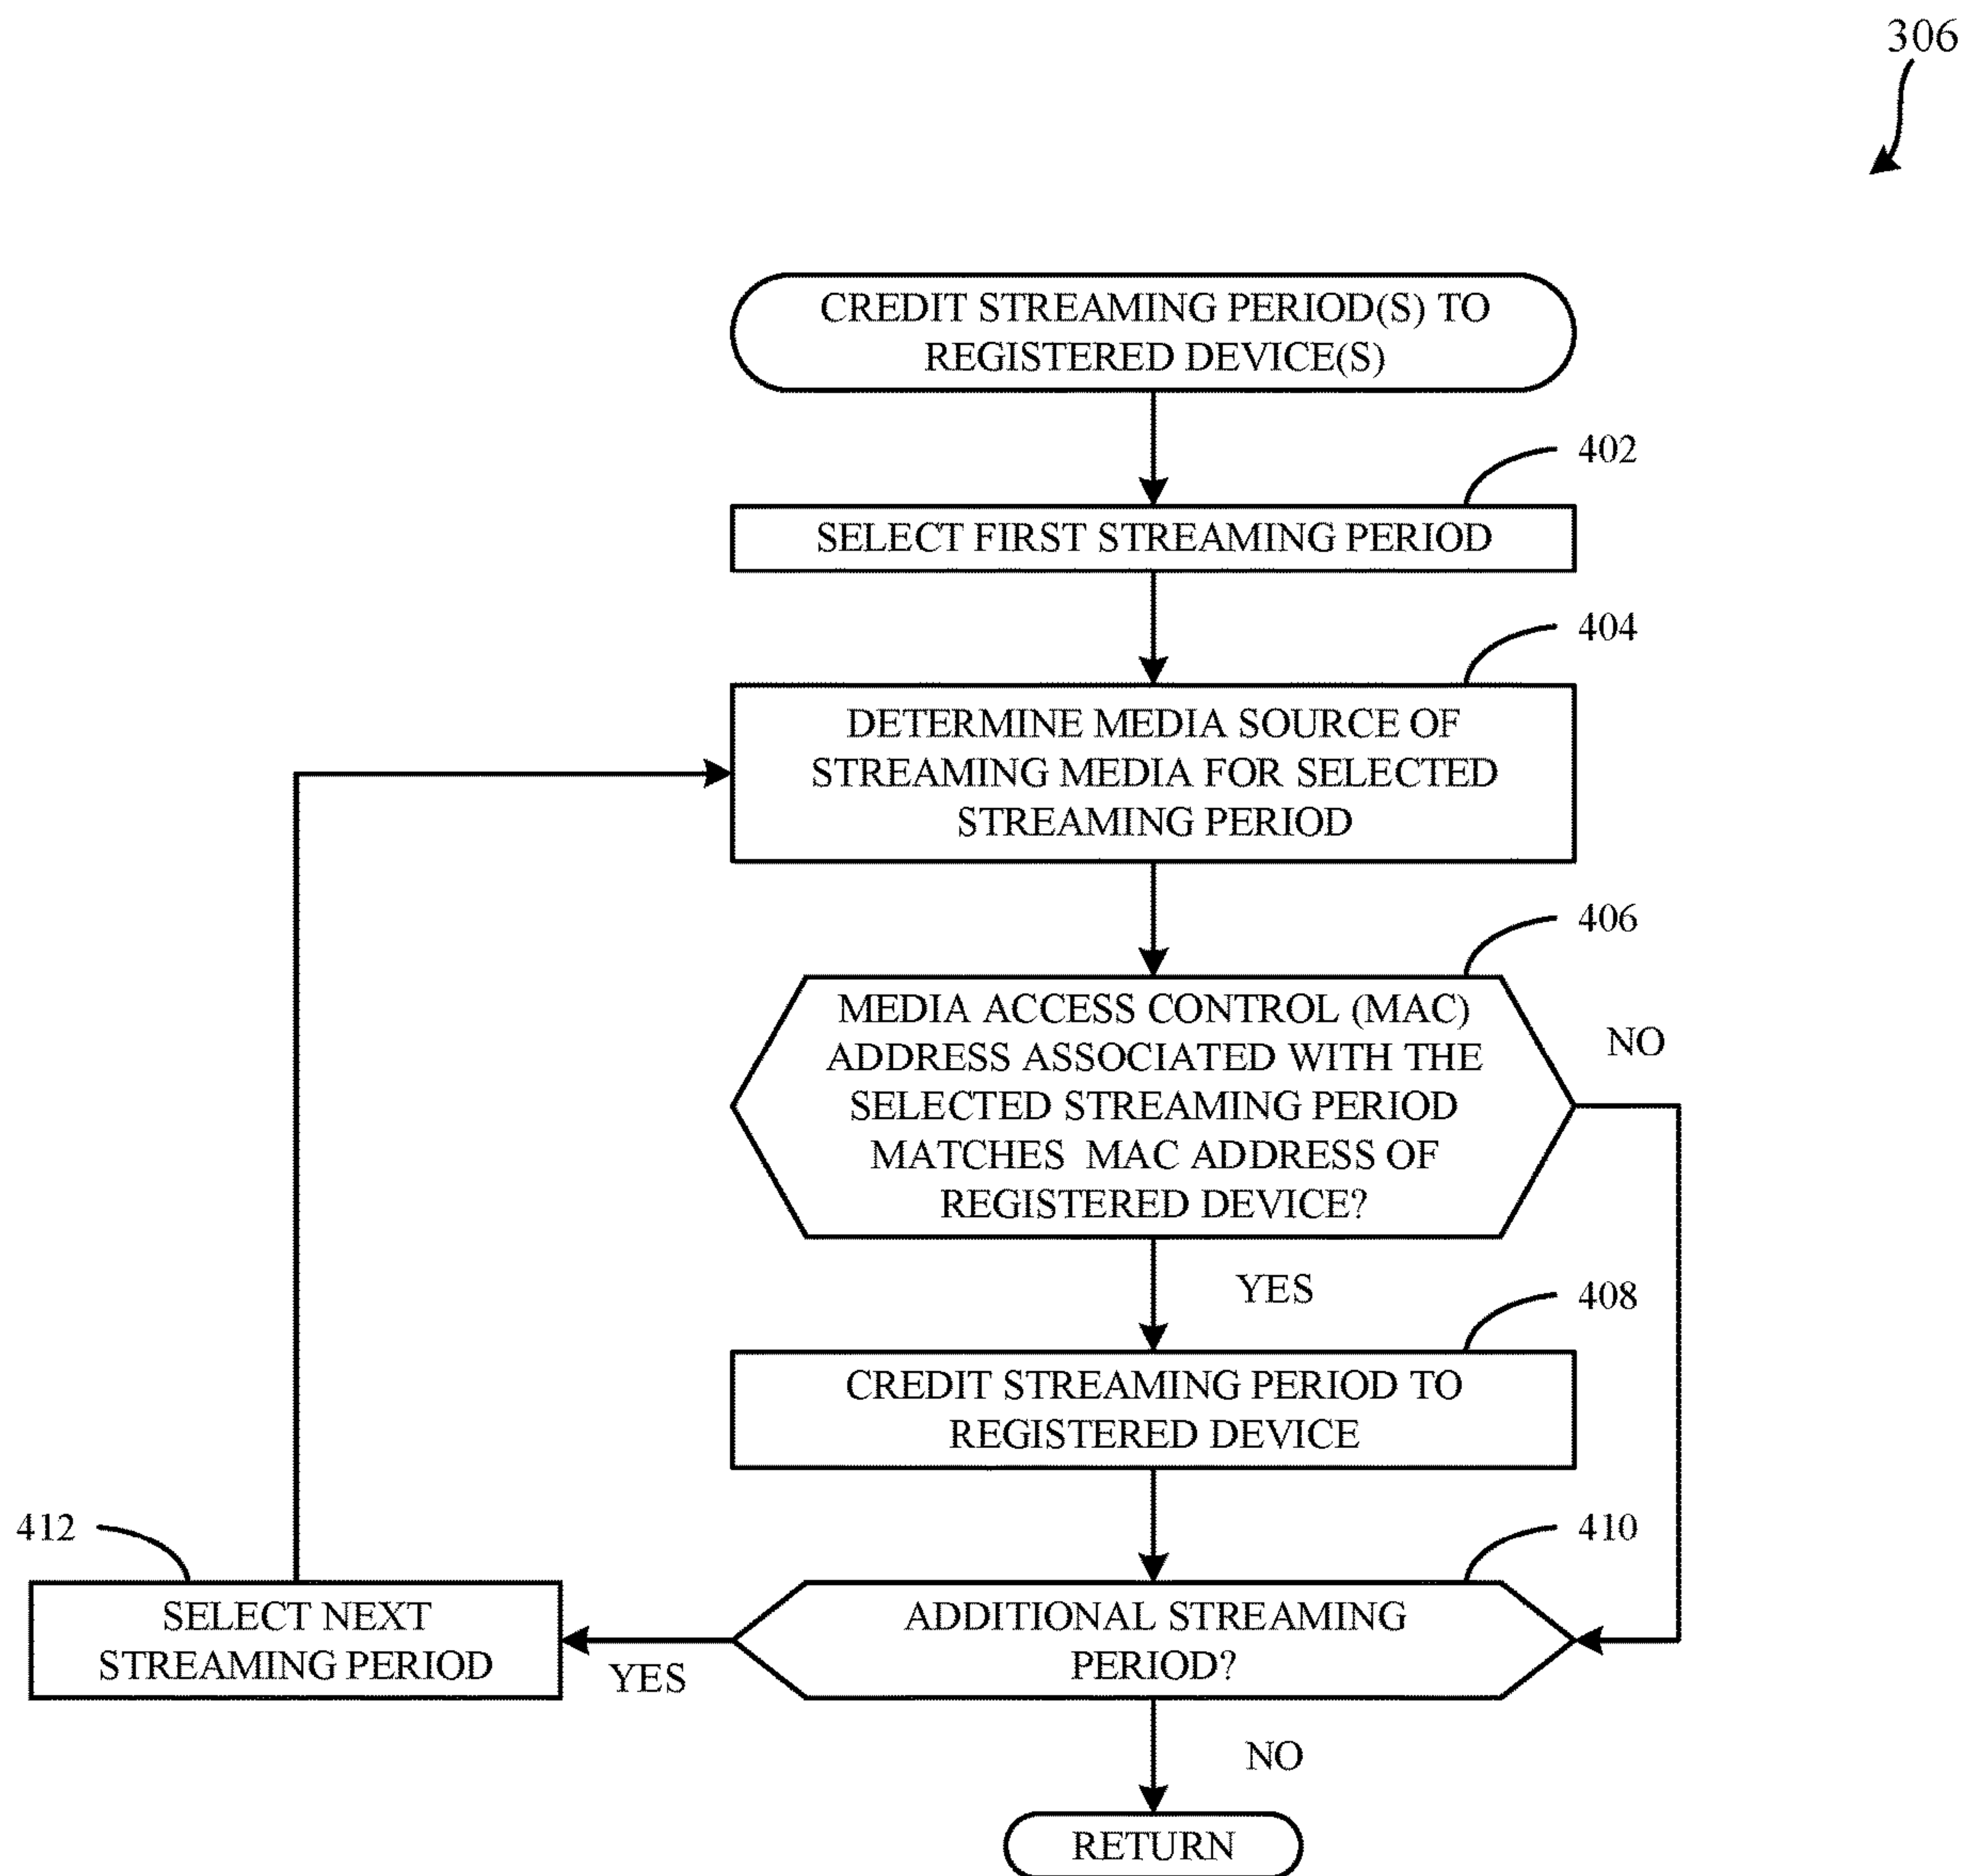 306
CREDIT STREAMING PERIOD(S) TO
REGISTERED DEVICE(S)
402
SELECT FIRST STREAMING PERIOD
404
DETERMINE MEDIA SOURCE OF
STREAMING MEDIA FOR SELECTED
STREAMING PERIOD
406
MEDIA ACCESS CONTROL (MAC)
ADDRESS ASSOCIATED WITH THE
SELECTED STREAMING PERIOD
MATCHES MAC ADDRESS OF
REGISTERED DEVICE?
NO
YES
408
CREDIT STREAMING PERIOD TO
REGISTERED DEVICE
410
ADDITIONAL STREAMING
PERIOD?
YES
412
SELECT NEXT
STREAMING PERIOD
NO
RETURN